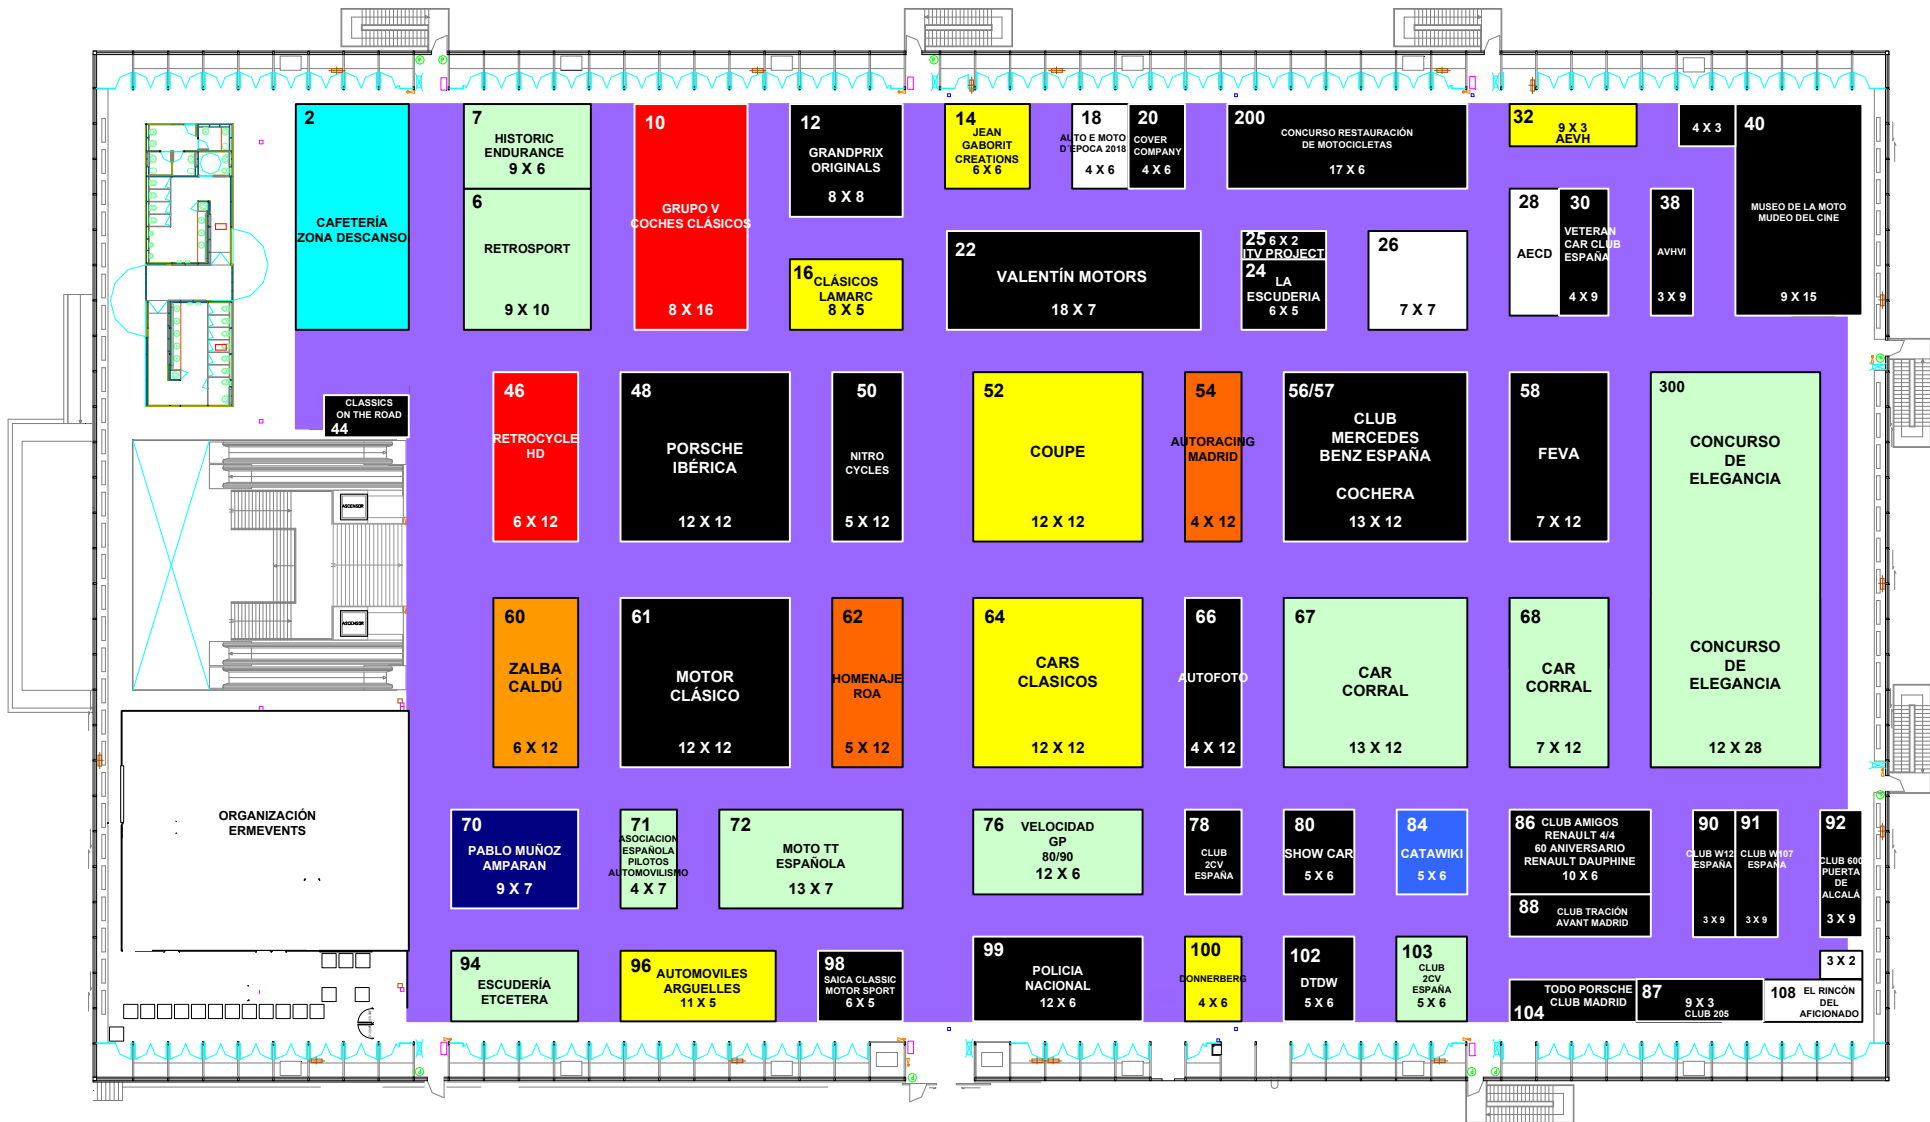 2
CAFETERÍA
ZONA DESCANSO
7
HISTORIC
ENDURANCE
9 X 6
6
RETROSPORT
9 X 10
10
GRUPO V
COCHES CLÁSICOS
8 X 16
12
GRANDPRIX
ORIGINALS
8 X 8
16
CLÁSICOS
LAMARC
8 X 5
14
JEAN
GABORIT
CREATIONS
6 X 6
18
AUTO E MOTO
D'EPOCA 2018
4 X 6
20
COVER
COMPANY
4 X 6
200
CONCURSO RESTAURACIÓN
DE MOTOCICLETAS
17 X 6
22
VALENTÍN MOTORS
18 X 7
25 6 X 2
ITV PROJECT
24
LA
ESCUDERIA
6 X 5
26
7 X 7
32
9 X 3
AEVH
4 X 3
40
MUSEO DE LA MOTO
MUDEO DEL CINE
9 X 15
28
AECD
30
VETERAN
CAR CLUB
ESPAÑA
4 X 9
38
AVHVI
3 X 9
CLASSICS
ON THE ROAD
44
46
RETROCYCLE
HD
6 X 12
48
PORSCHE
IBÉRICA
12 X 12
50
NITRO
CYCLES
5 X 12
52
COUPE
12 X 12
54
AUTORACING
MADRID
4 X 12
56/57
CLUB
MERCEDES
BENZ ESPAÑA
COCHERA
13 X 12
58
FEVA
7 X 12
300
CONCURSO
DE
ELEGANCIA
CONCURSO
DE
ELEGANCIA
12 X 28
ASCENSOR
ASCENSOR
60
ZALBA
CALDÚ
6 X 12
61
MOTOR
CLÁSICO
12 X 12
62
HOMENAJE
ROA
5 X 12
64
CARS
CLASICOS
12 X 12
66
AUTOFOTO
4 X 12
67
CAR
CORRAL
13 X 12
68
CAR
CORRAL
7 X 12
ORGANIZACIÓN
ERMEVENTS
70
PABLO MUÑOZ
AMPARAN
9 X 7
71
ASOCIACION
ESPAÑOLA
PILOTOS
AUTOMOVILISMO
4 X 7
72
MOTO TT
ESPAÑOLA
13 X 7
76
VELOCIDAD
GP
80/90
12 X 6
78
CLUB
2CV
ESPAÑA
80
SHOW CAR
5 X 6
84
CATAWIKI
5 X 6
86
CLUB AMIGOS
RENAULT 4/4
60 ANIVERSARIO
RENAULT DAUPHINE
10 X 6
88
CLUB TRACIÓN
AVANT MADRID
90
CLUB W12
ESPAÑA
3 X 9
91
CLUB W107
ESPAÑA
3 X 9
92
CLUB 600
PUERTA
DE
ALCALÁ
3 X 9
94
ESCUDERÍA
ETCETERA
96
AUTOMOVILES
ARGUELLES
11 X 5
98
SAICA CLASSIC
MOTOR SPORT
6 X 5
99
POLICIA
NACIONAL
12 X 6
100
DONNERBERG
4 X 6
102
DTDW
5 X 6
103
CLUB
2CV
ESPAÑA
5 X 6
3 X 2
TODO PORSCHE
CLUB MADRID
104
87
9 X 3
CLUB 205
108
EL RINCÓN
DEL
AFICIONADO